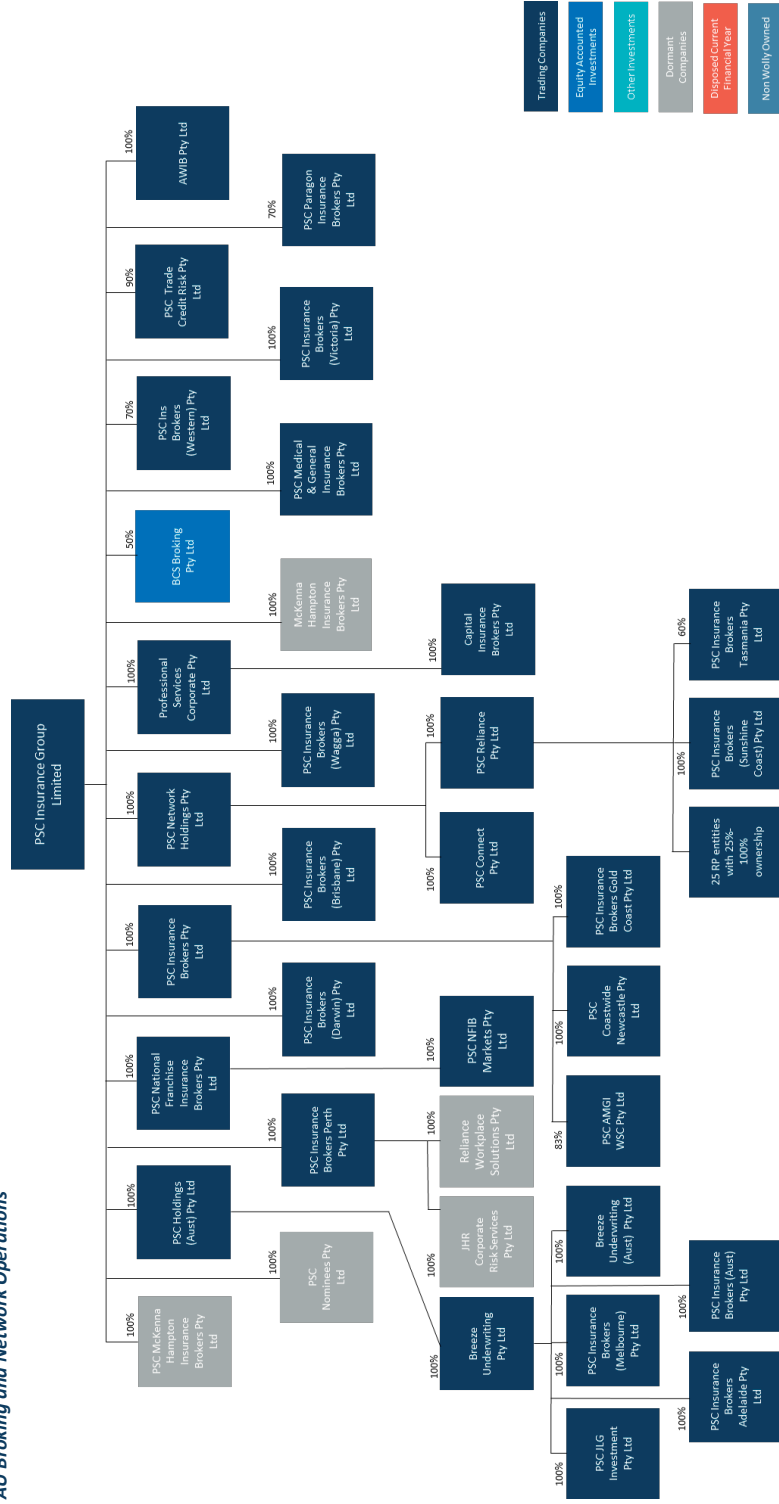 AU Broking and Network Operations
PSC Insurance Group
Limited
100%
PSC McKenna
Hampton
Insurance
Brokers Pty
Ltd
100%
PSC Holdings
(Aust) Pty Ltd
100%
PSC National
Franchise
Insurance
Brokers Pty
Ltd
100%
PSC Insurance
Brokers Pty
Ltd
100%
PSC Network
Holdings Pty
Ltd
100%
Professional
Services
Corporate Pty
Ltd
50%
BCS Broking
Pty Ltd
70%
PSC Ins
Brokers
(Western) Pty
Ltd
90%
PSC Trade
Credit Risk Pty
Ltd
100%
AWIB Pty Ltd
100%
PSC
Nominees Pty
Ltd
100%
PSC Insurance
Brokers Perth
Pty Ltd
100%
PSC Insurance
Brokers
(Darwin) Pty
Ltd
100%
PSC Insurance
Brokers
(Brisbane) Pty
Ltd
100%
PSC Insurance
Brokers
(Wagga) Pty
Ltd
100%
McKenna
Hampton
Insurance
Brokers Pty
Ltd
100%
PSC Medical
& General
Insurance
Brokers Pty
Ltd
100%
PSC Insurance
Brokers
(Victoria) Pty
Ltd
70%
PSC Paragon
Insurance
Brokers Pty
Ltd
100%
Breeze
Underwriting
Pty Ltd
100%
JHR
Corporate
Risk Services
Pty Ltd
100%
Reliance
Workplace
Solutions Pty
Ltd
100%
PSC NFIB
Markets Pty
Ltd
100%
PSC Connect
Pty Ltd
100%
PSC Reliance
Pty Ltd
100%
Capital
Insurance
Brokers Pty
Ltd
100%
PSC JLG
Investment
Pty Ltd
100%
PSC Insurance
Brokers
(Melbourne)
Pty Ltd
100%
Breeze
Underwriting
(Aust) Pty Ltd
83%
PSC AMGI
WSC Pty Ltd
100%
PSC
Coastwide
Newcastle Pty
Ltd
100%
PSC Insurance
Brokers Gold
Coast Pty Ltd
100%
PSC Insurance
Brokers
Adelaide Pty
Ltd
100%
PSC Insurance
Brokers (Aust)
Pty Ltd
25 RP entities
with 25%-
100%
ownership
100%
PSC Insurance
Brokers
(Sunshine
Coast) Pty Ltd
60%
PSC Insurance
Brokers
Tasmania Pty
Ltd
Trading Companies
Equity Accounted
Investments
Other Investments
Dormant
Companies
Disposed Current
Financial Year
Non Wolly Owned